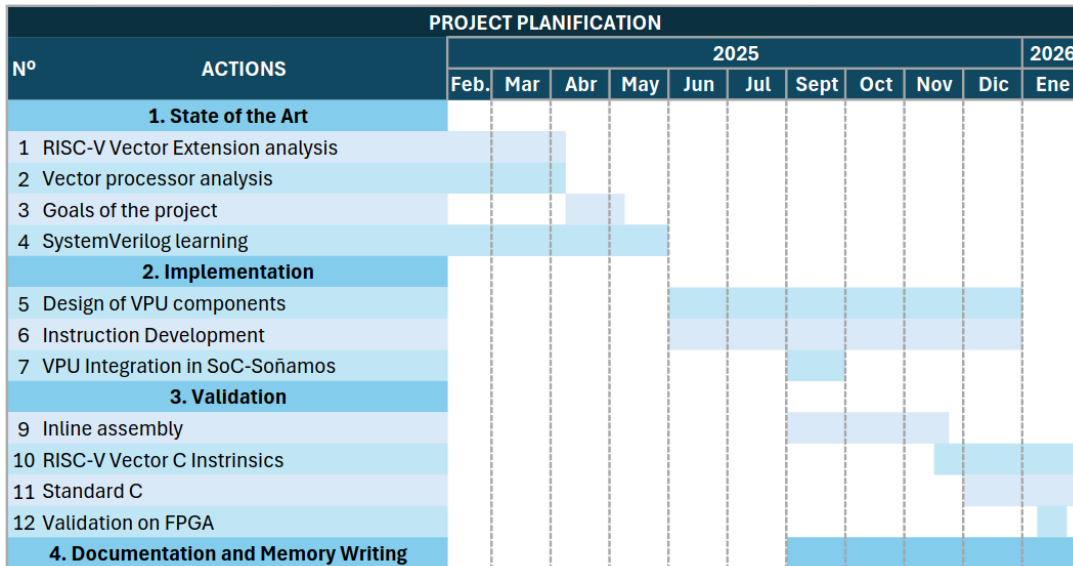 PROJECT PLANIFICATION
Nº ACTIONS 2025 2026
Feb. Mar Abr May Jun Jul Sept Oct Nov Dic Ene
1. State of the Art
1 RISC-V Vector Extension analysis
2 Vector processor analysis
3 Goals of the project
4 SystemVerilog learning
2. Implementation
5 Design of VPU components
6 Instruction Development
7 VPU Integration in SoC-Soñamos
3. Validation
9 Inline assembly
10 RISC-V Vector C Instrinsics
11 Standard C
12 Validation on FPGA
4. Documentation and Memory Writing